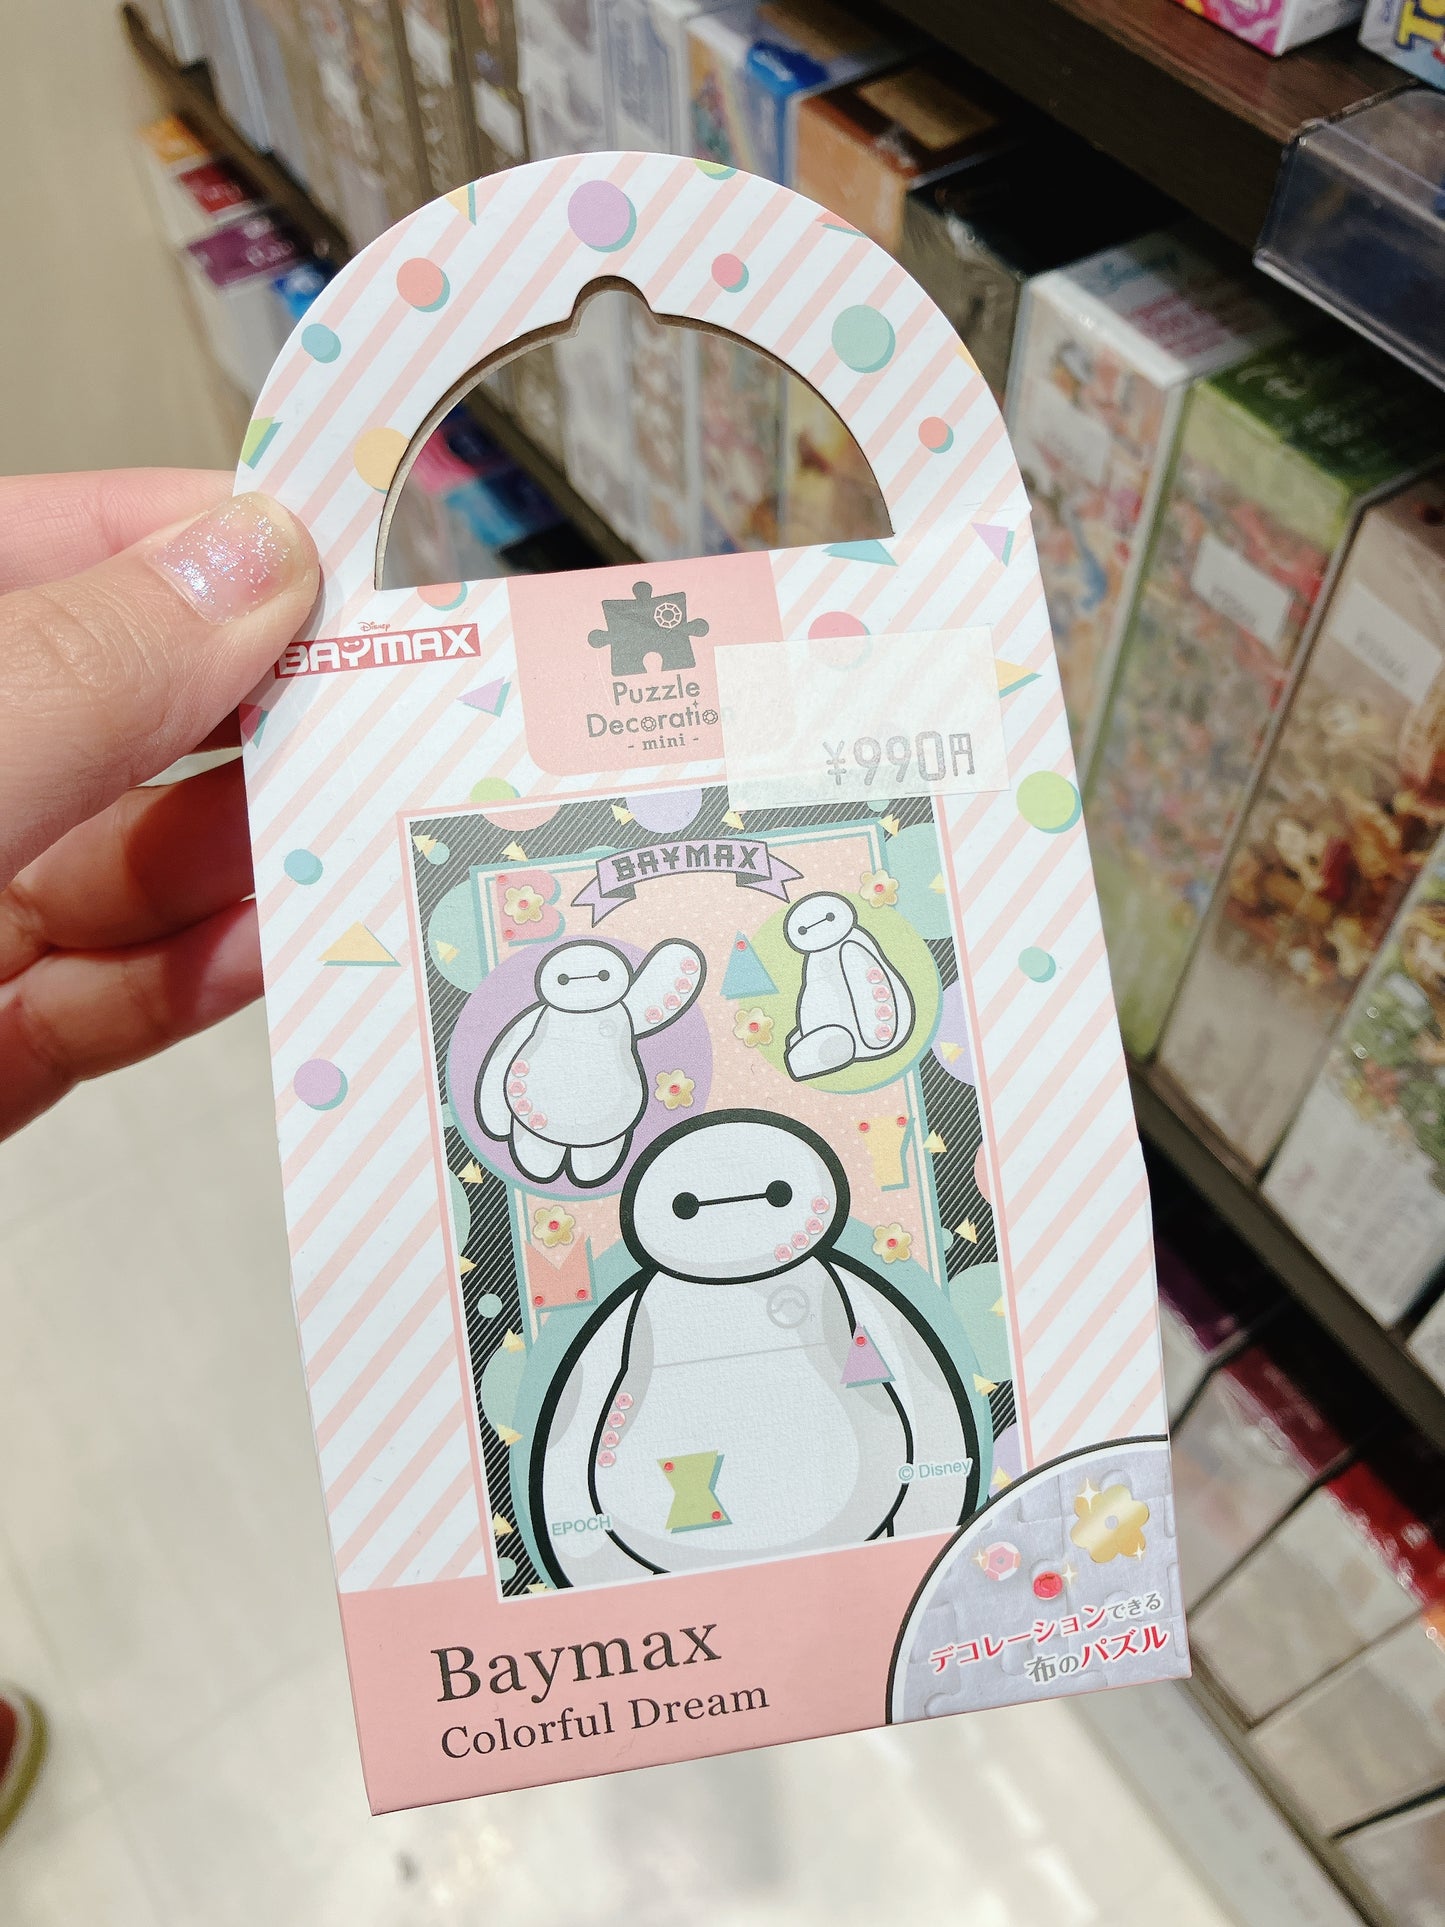 Disney
BAYMAX
Puzzle
Decoratio
- mini -
¥990円
BAYMAX
© Disney
EPOCH
デコレーションできる
布のパズル
Baymax
Colorful Dream